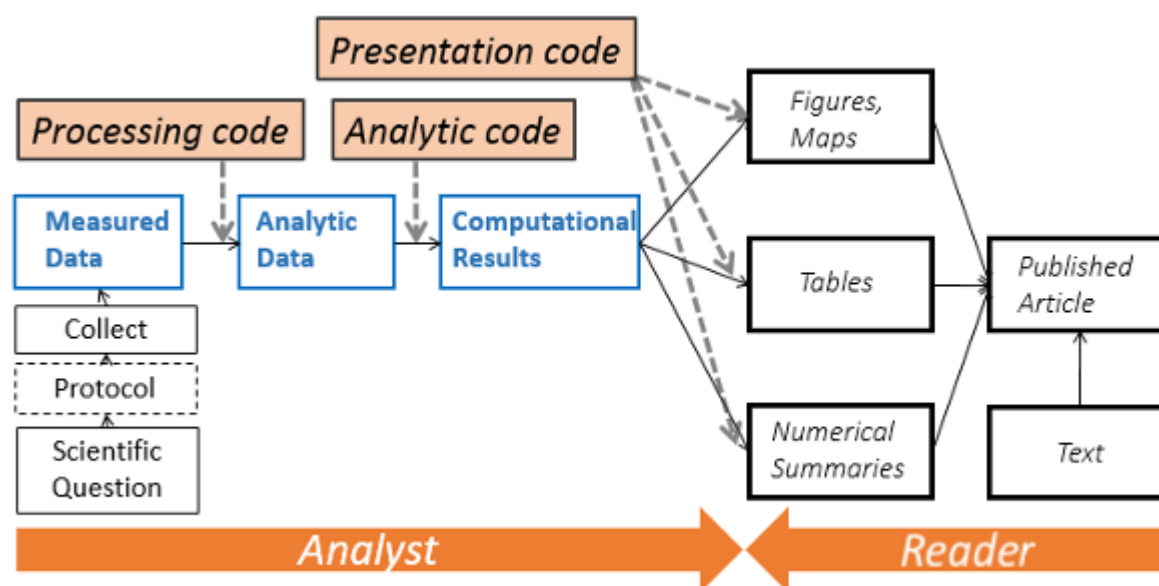 Presentation code
Processing code
Analytic code
Measured
Data
Analytic
Data
Computational
Results
Collect
Protocol
Scientific
Question
Figures,
Maps
Tables
Numerical
Summaries
Published
Article
Text
Analyst
Reader